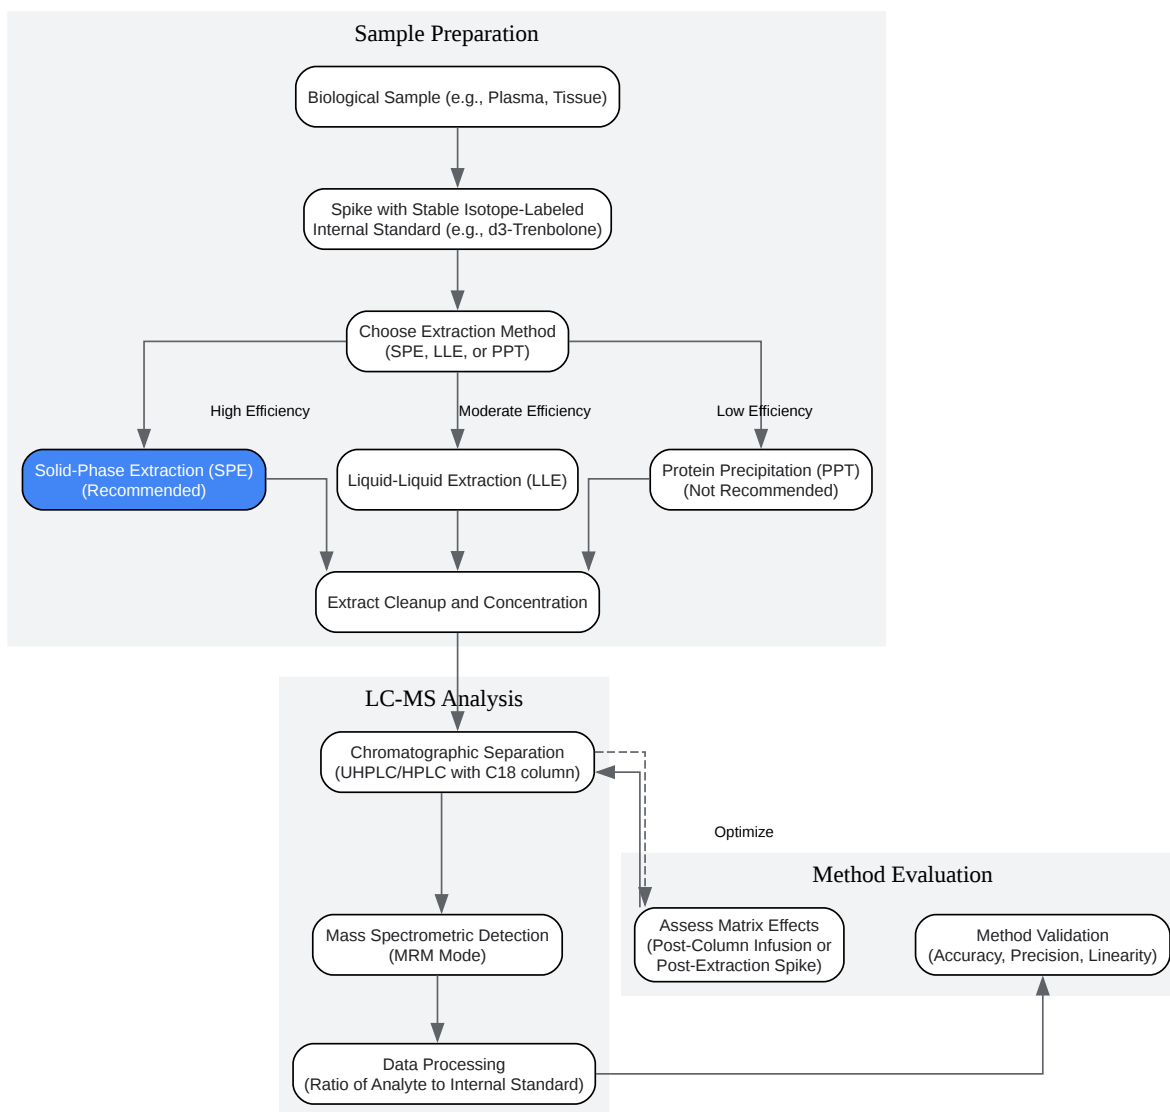 Sample Preparation
Biological Sample (e.g., Plasma, Tissue)
Spike with Stable Isotope-Labeled
Internal Standard (e.g., d3-Trenbolone)
Choose Extraction Method
(SPE, LLE, or PPT)
High Efficiency
Moderate Efficiency
Low Efficiency
Solid-Phase Extraction (SPE)
(Recommended)
Liquid-Liquid Extraction (LLE)
Protein Precipitation (PPT)
(Not Recommended)
Extract Cleanup and Concentration
LC-MS Analysis
Chromatographic Separation
(UHPLC/HPLC with C18 column)
Optimize
Method Evaluation
Mass Spectrometric Detection
(MRM Mode)
Assess Matrix Effects
(Post-Column Infusion or
Post-Extraction Spike)
Method Validation
(Accuracy, Precision, Linearity)
Data Processing
(Ratio of Analyte to Internal Standard)